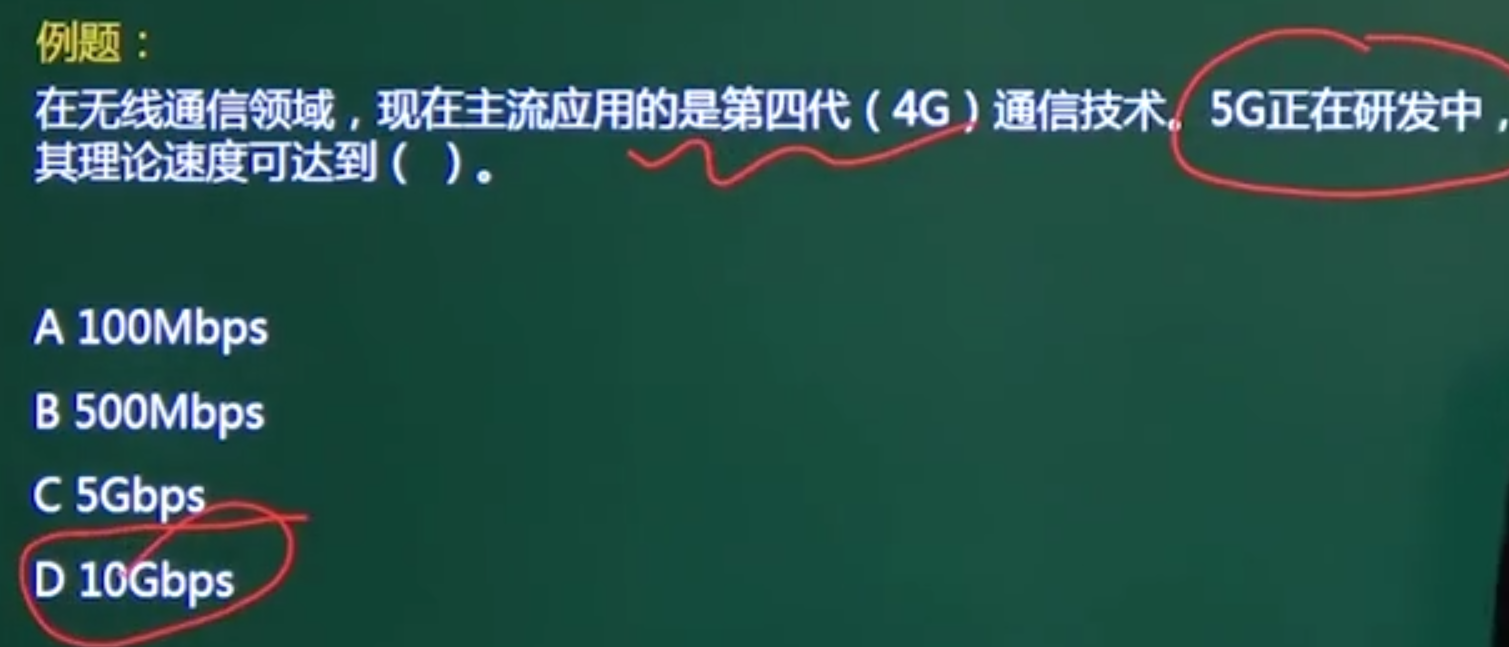 例题：
在无线通信领域，现在主流应用的是第四代（4G）通信技术。5G正在研发中，
其理论速度可达到（ ）。
A 100Mbps
B 500Mbps
C 5Gbps
D 10Gbps